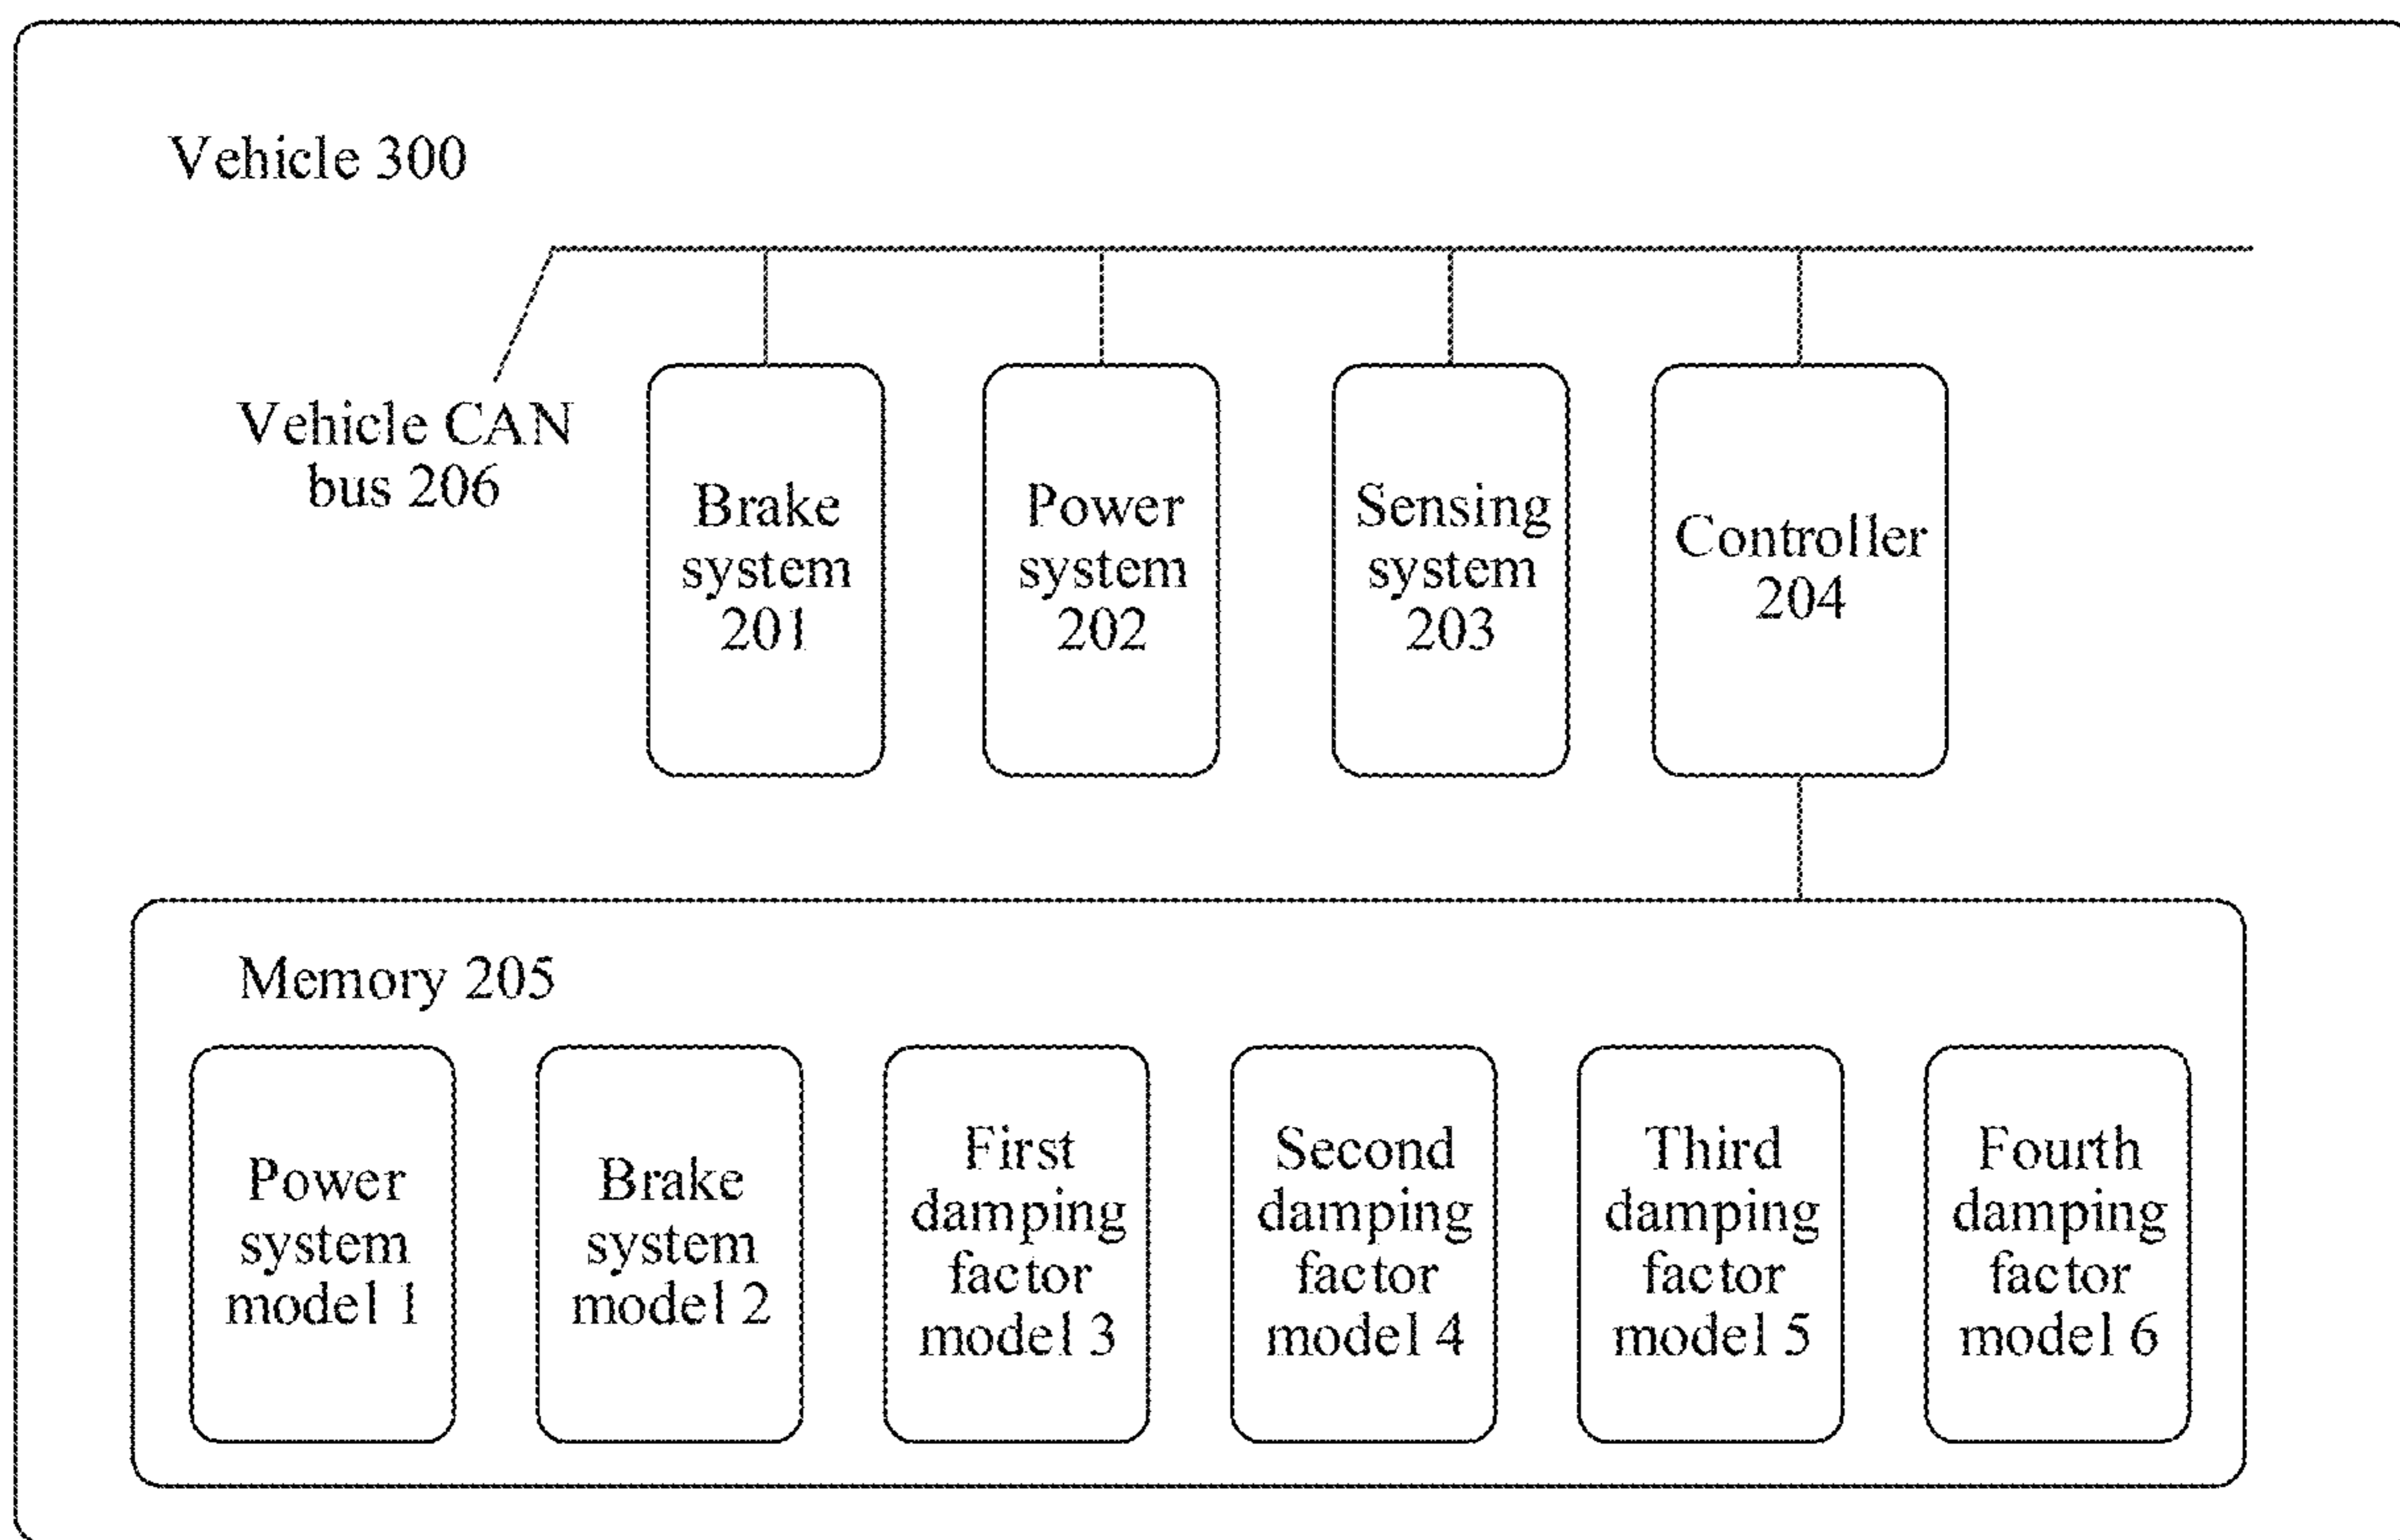 Vehicle 300
Vehicle CAN
bus 206
Brake
system
201
Power
system
202
Sensing
system
203
Controller
204
Memory 205
Power
system
model 1
Brake
system
model 2
First
damping
factor
model 3
Second
damping
factor
model 4
Third
damping
factor
model 5
Fourth
damping
factor
model 6